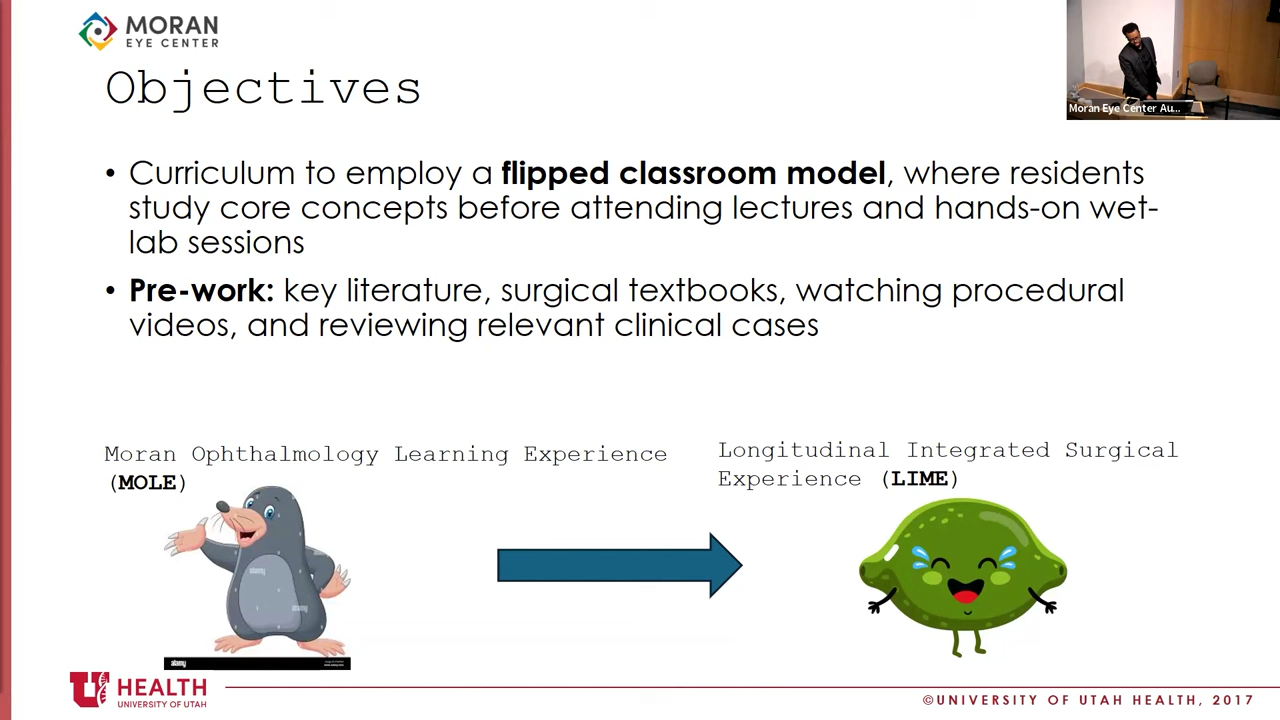 MORAN
EYE CENTER
Objectives
Moran Eye Center Au...
• Curriculum to employ a flipped classroom model, where residents
study core concepts before attending lectures and hands-on wet-
lab sessions
• Pre-work: key literature, surgical textbooks, watching procedural
videos, and reviewing relevant clinical cases
Moran Ophthalmology Learning Experience
(MOLE)
Longitudinal Integrated Surgical
Experience (LIME)
alamy
alamy
alamy
U HEALTH
UNIVERSITY OF UTAH
©UNIVERSITY OF UTAH HEALTH, 2017